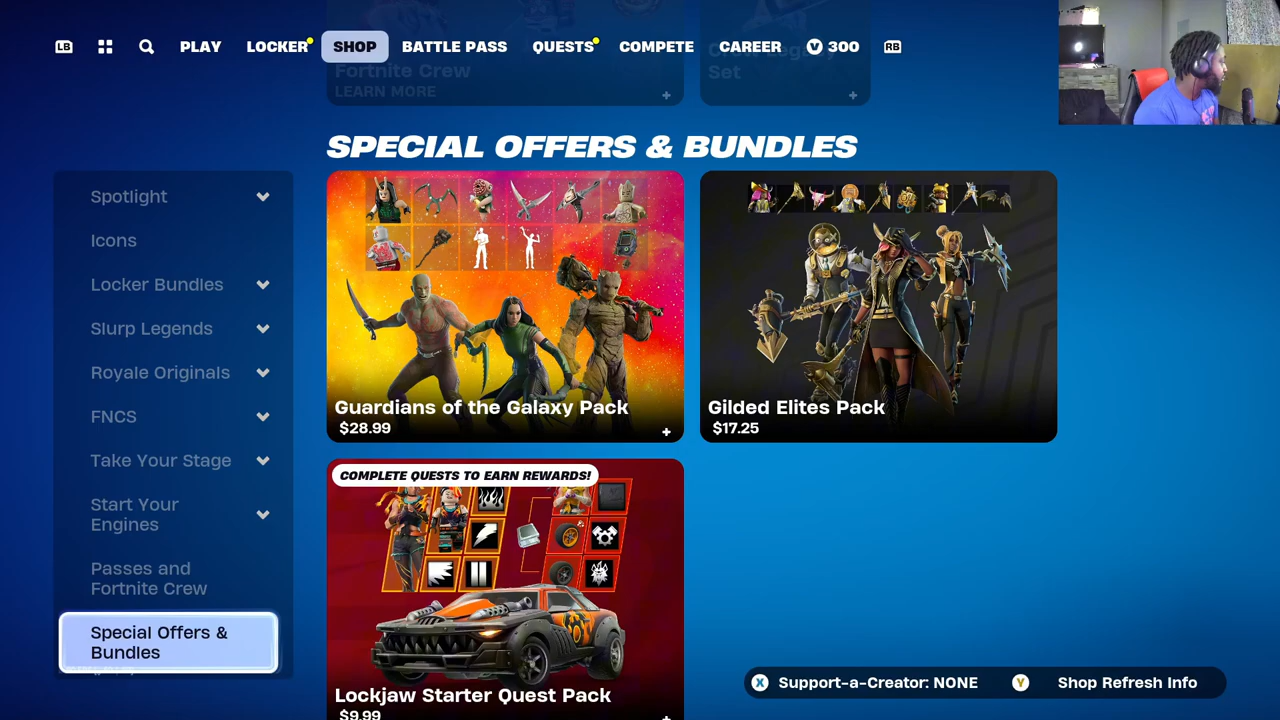 LB
PLAY
LOCKER
SHOP
BATTLE PASS
QUESTS
COMPETE
CAREER
V 300
RB
Fortnite Crew
LEARN MORE
Set
SPECIAL OFFERS & BUNDLES
Spotlight
Icons
Locker Bundles
Slurp Legends
Royale Originals
FNCS
Take Your Stage
Start Your
Engines
Passes and
Fortnite Crew
Special Offers &
Bundles
Guardians of the Galaxy Pack
$28.99
Gilded Elites Pack
$17.25
COMPLETE QUESTS TO EARN REWARDS!
Lockjaw Starter Quest Pack
$9.99
X Support-a-Creator: NONE
Y Shop Refresh Info